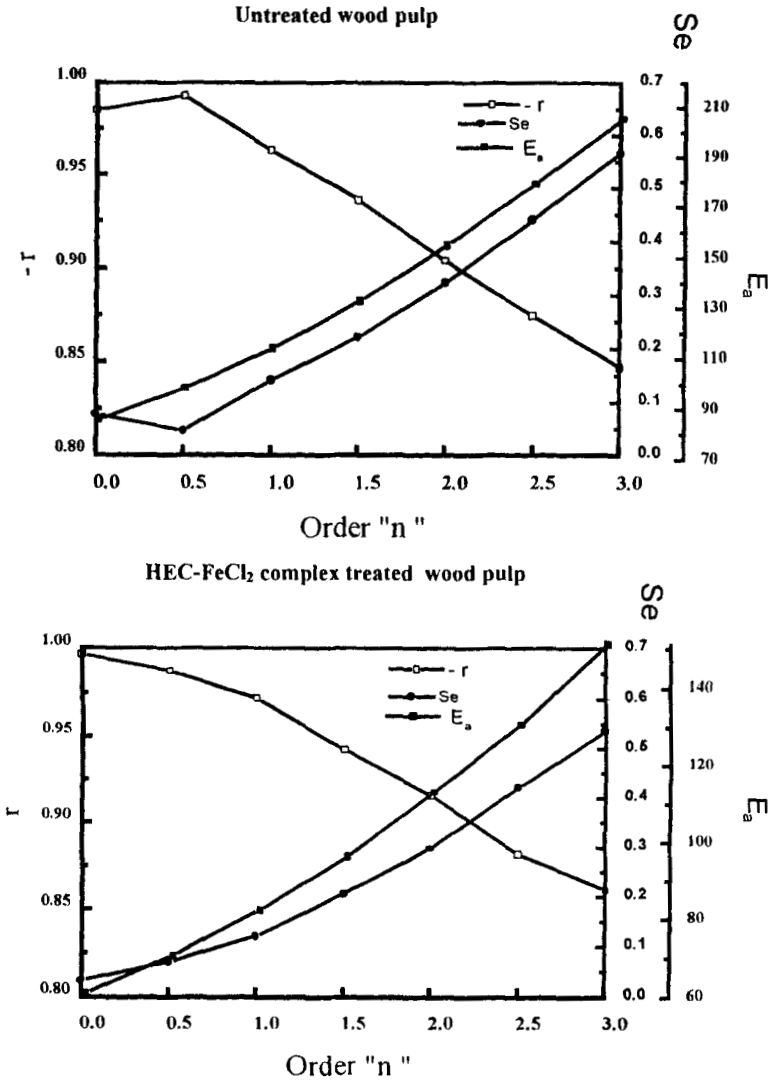 Untreated wood pulp
Se
1.00
0.95
0.90
0.85
0.80
- r
- r
Se
Ea
0.7
0.6
0.5
0.4
0.3
0.2
0.1
0.0
210
190
170
150
130
110
90
70
Ea
0.0 0.5 1.0 1.5 2.0 2.5 3.0
Order "n "
HEC-FeCl₂ complex treated wood pulp
Se
1.00
0.95
0.90
0.85
0.80
r
- r
Se
Ea
0.7
0.6
0.5
0.4
0.3
0.2
0.1
0.0
140
120
100
80
60
Ea
0.0 0.5 1.0 1.5 2.0 2.5 3.0
Order "n "